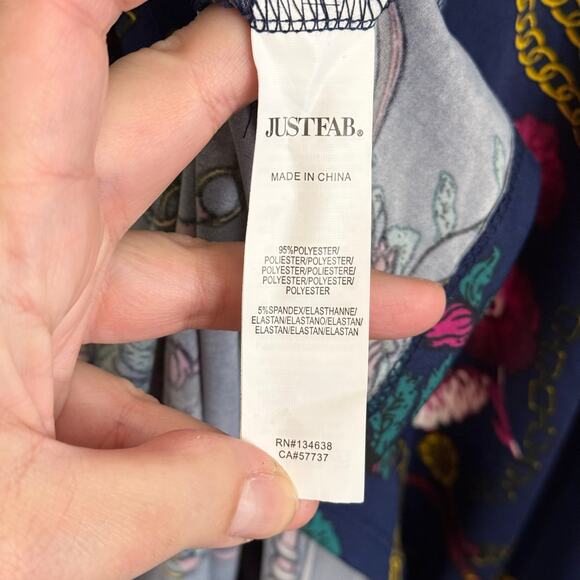 JUSTFAB®
MADE IN CHINA
95%POLYESTER/
POLIESTER/POLYESTER/
POLYESTER/POLIESTERE/
POLYESTER/POLYESTER/
POLYESTER
5%SPANDEX/ELASTHANNE/
ELASTAN/ELASTANO/ELASTAN/
ELASTAN/ELASTAN/ELASTAN
RN#134638
CA#57737